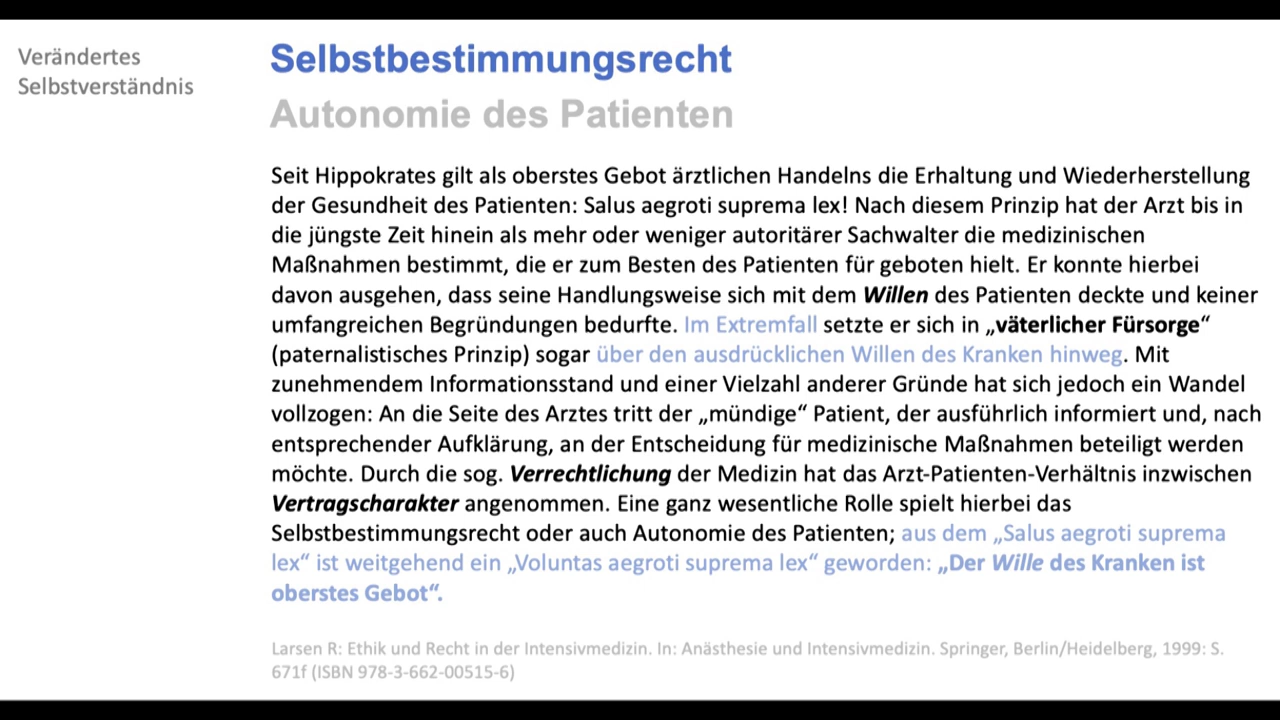 Verändertes
Selbstverständnis
Selbstbestimmungsrecht
Autonomie des Patienten
Seit Hippokrates gilt als oberstes Gebot ärztlichen Handelns die Erhaltung und Wiederherstellung
der Gesundheit des Patienten: Salus aegroti suprema lex! Nach diesem Prinzip hat der Arzt bis in
die jüngste Zeit hinein als mehr oder weniger autoritärer Sachwalter die medizinischen
Maßnahmen bestimmt, die er zum Besten des Patienten für geboten hielt. Er konnte hierbei
davon ausgehen, dass seine Handlungsweise sich mit dem Willen des Patienten deckte und keiner
umfangreichen Begründungen bedurfte. Im Extremfall setzte er sich in „väterlicher Fürsorge“
(paternalistisches Prinzip) sogar über den ausdrücklichen Willen des Kranken hinweg. Mit
zunehmendem Informationsstand und einer Vielzahl anderer Gründe hat sich jedoch ein Wandel
vollzogen: An die Seite des Arztes tritt der „mündige“ Patient, der ausführlich informiert und, nach
entsprechender Aufklärung, an der Entscheidung für medizinische Maßnahmen beteiligt werden
möchte. Durch die sog. Verrechtlichung der Medizin hat das Arzt-Patienten-Verhältnis inzwischen
Vertragscharakter angenommen. Eine ganz wesentliche Rolle spielt hierbei das
Selbstbestimmungsrecht oder auch Autonomie des Patienten; aus dem „Salus aegroti suprema
lex“ ist weitgehend ein „Voluntas aegroti suprema lex“ geworden: „Der Wille des Kranken ist
oberstes Gebot“.
Larsen R: Ethik und Recht in der Intensivmedizin. In: Anästhesie und Intensivmedizin. Springer, Berlin/Heidelberg, 1999: S.
671f (ISBN 978-3-662-00515-6)